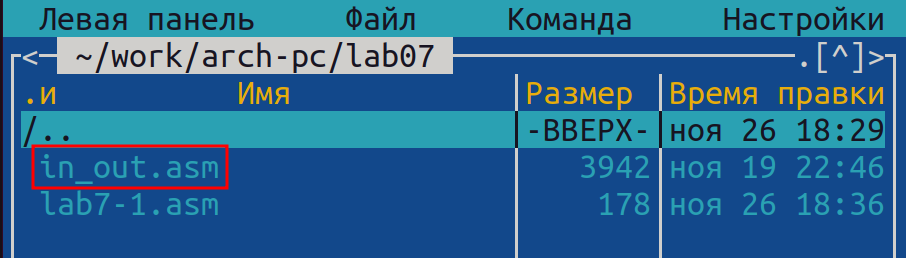 Левая панель Файл Команда Настройки
< ~/work/arch-pc/lab07 .[^]>
.и Имя Размер Время правки
/.. -ВВЕРХ- ноя 26 18:29
in_out.asm 3942 ноя 19 22:46
lab7-1.asm 178 ноя 26 18:36